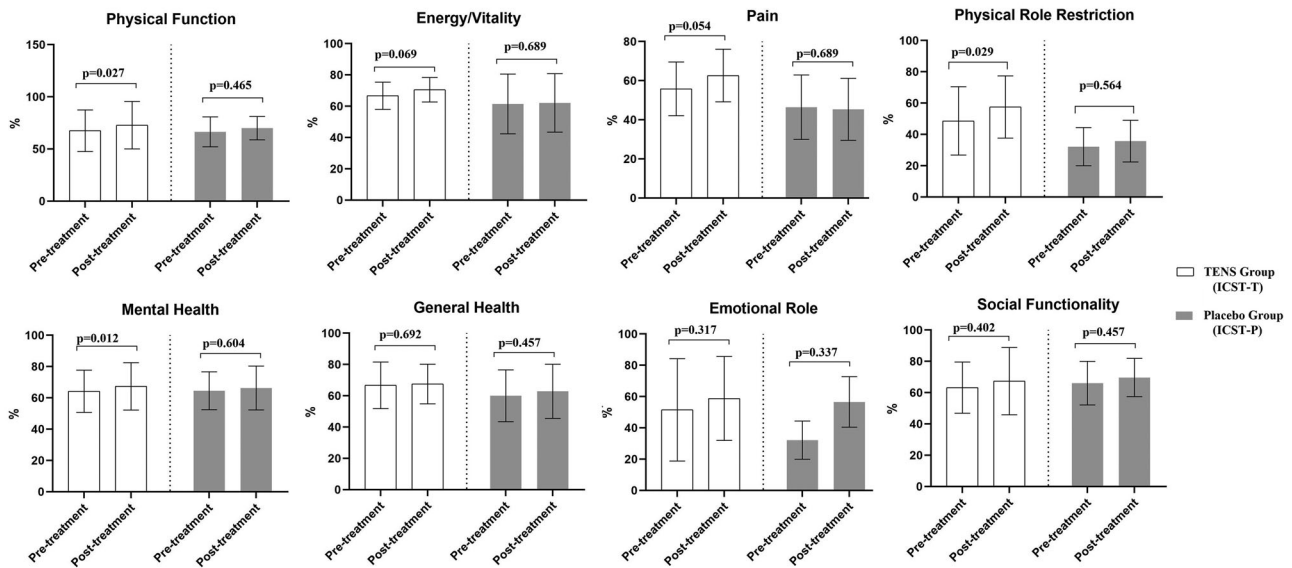 Physical Function
150
100
50
0
%
p=0.027
p=0.465
Pre-treatment
Post-treatment
Pre-treatment
Post-treatment
Energy/Vitality
100
80
60
40
20
0
%
p=0.069
p=0.689
Pre-treatment
Post-treatment
Pre-treatment
Post-treatment
Pain
80
60
40
20
0
%
p=0.054
p=0.689
Pre-treatment
Post-treatment
Pre-treatment
Post-treatment
Physical Role Restriction
100
80
60
40
20
0
%
p=0.029
p=0.564
Pre-treatment
Post-treatment
Pre-treatment
Post-treatment
TENS Group
(ICST-T)
Placebo Group
(ICST-P)
Mental Health
100
80
60
40
20
0
%
p=0.012
p=0.604
Pre-treatment
Post-treatment
Pre-treatment
Post-treatment
General Health
100
80
60
40
20
0
%
p=0.692
p=0.457
Pre-treatment
Post-treatment
Pre-treatment
Post-treatment
Emotional Role
100
80
60
40
20
0
%
p=0.317
p=0.337
Pre-treatment
Post-treatment
Pre-treatment
Post-treatment
Social Functionality
100
80
60
40
20
0
%
p=0.402
p=0.457
Pre-treatment
Post-treatment
Pre-treatment
Post-treatment